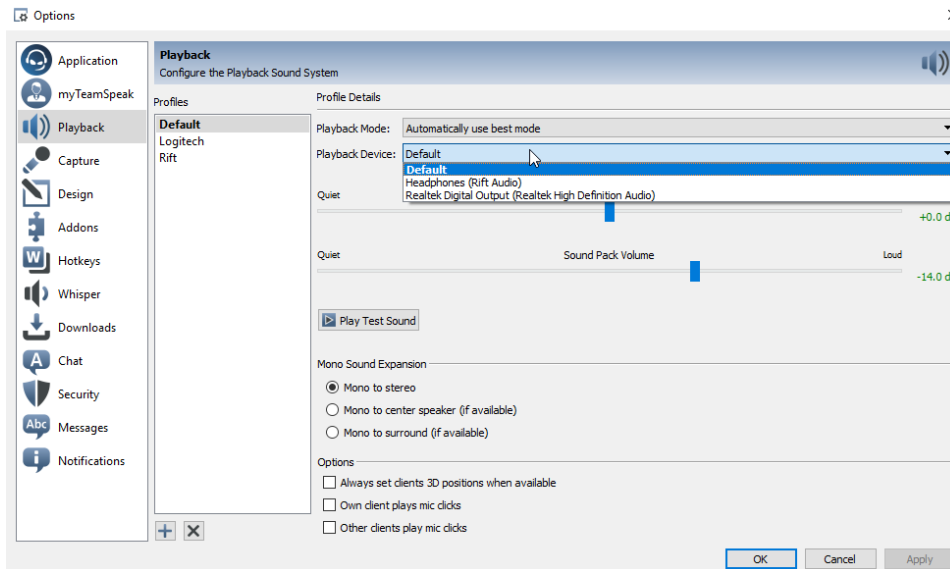 Options
Application
myTeamSpeak
Playback
Capture
Design
Addons
Hotkeys
Whisper
Downloads
Chat
Security
Messages
Notifications
Playback
Configure the Playback Sound System
Profiles
Default
Logitech
Rift
Profile Details
Playback Mode: Automatically use best mode
Playback Device: Default
Default
Headphones (Rift Audio)
Realtek Digital Output (Realtek High Definition Audio)
Quiet
+0.0 d
Quiet Sound Pack Volume Loud
-14.0 d
Play Test Sound
Mono Sound Expansion
Mono to stereo
Mono to center speaker (if available)
Mono to surround (if available)
Options
Always set clients 3D positions when available
Own client plays mic clicks
Other clients play mic clicks
OK Cancel Apply